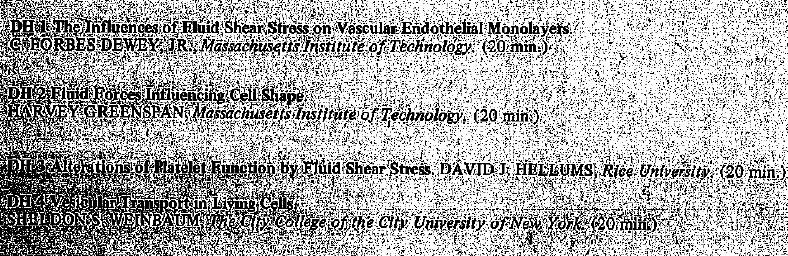 DH 1 The Influences of Fluid Shear Stress on Vascular Endothelial Monolayers.
C. FORBES DEWEY, JR., Massachusetts Institute of Technology. (20 min.)
DH 2 Fluid Forces Influencing Cell Shape
HARVEY GREENSPAN, Massachusetts Institute of Technology. (20 min.)
DH 3 Alterations of Platelet Function by Fluid Shear Stress. DAVID J. HELLUMS, Rice University. (20 min.)
DH 4 Vesicular Transport in Living Cells.
SHELDON S. WEINBAUM, The City College of the City University of New York. (20 min.)